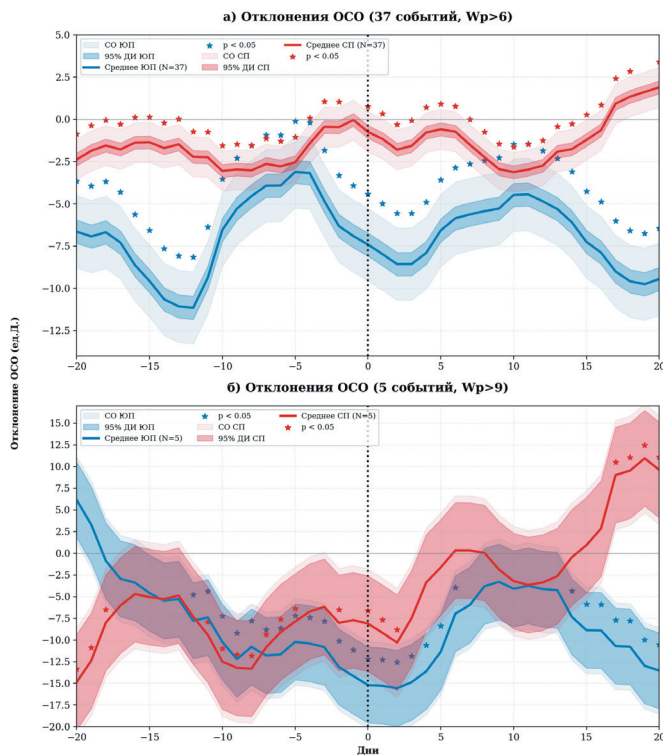 а) Отклонения ОСО (37 событий, Wp>6)
СО ЮП
95% ДИ ЮП
Среднее ЮП (N=37)
p < 0.05
СО СП
95% ДИ СП
Среднее СП (N=37)
p < 0.05
5.0
2.5
0.0
−2.5
−5.0
−7.5
−10.0
−12.5
−20 −15 −10 −5 0 5 10 15 20
Отклонение ОСО (ед.Д.)
б) Отклонения ОСО (5 событий, Wp>9)
СО ЮП
95% ДИ ЮП
Среднее ЮП (N=5)
p < 0.05
СО СП
95% ДИ СП
Среднее СП (N=5)
p < 0.05
15.0
12.5
10.0
7.5
5.0
2.5
0.0
−2.5
−5.0
−7.5
−10.0
−12.5
−15.0
−17.5
−20.0
−20 −15 −10 −5 0 5 10 15 20
Дни